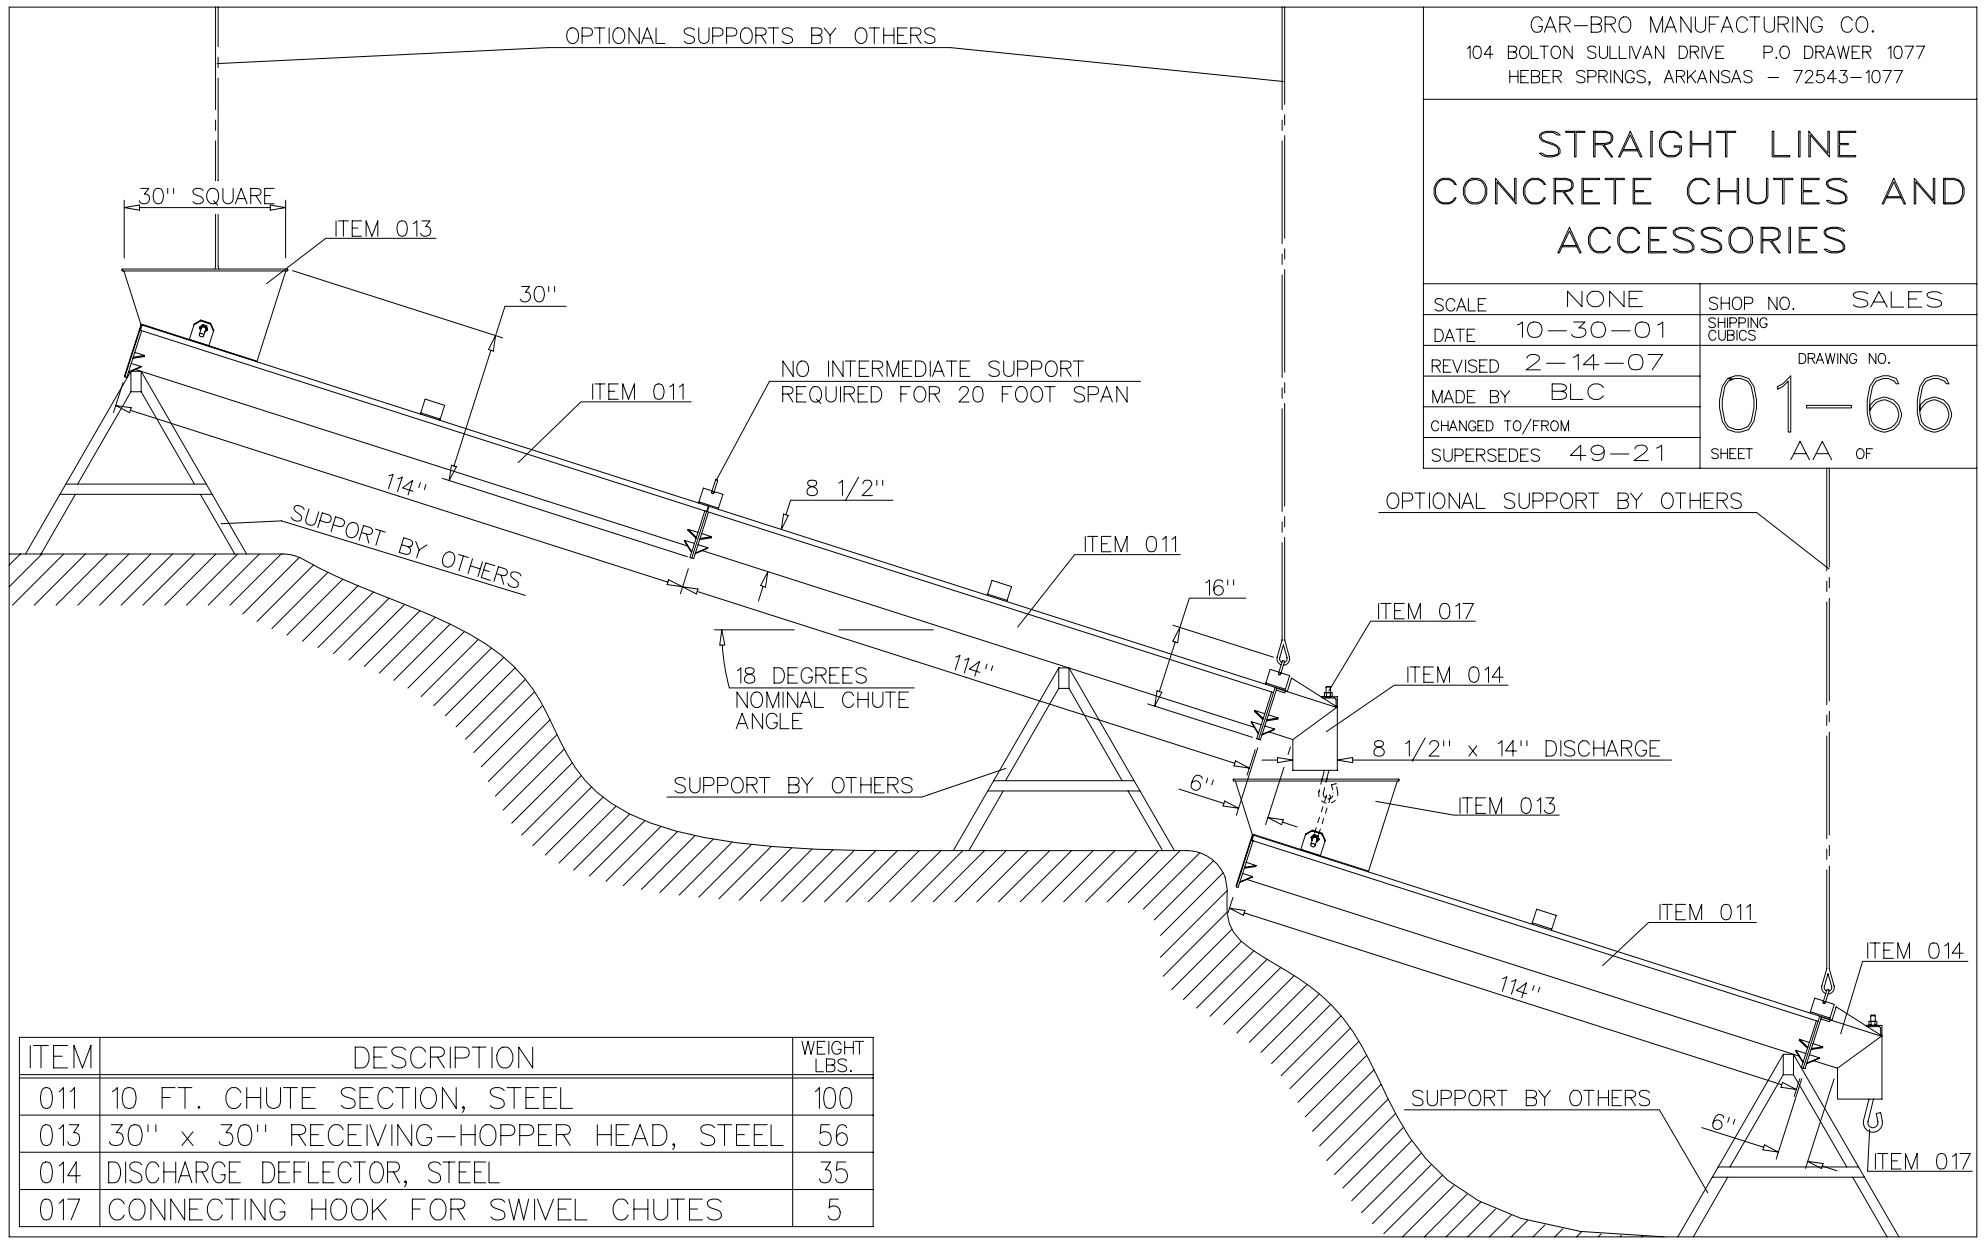 OPTIONAL SUPPORTS BY OTHERS
GAR-BRO MANUFACTURING CO.
104 BOLTON SULLIVAN DRIVE P.O DRAWER 1077
HEBER SPRINGS, ARKANSAS - 72543-1077
STRAIGHT LINE
CONCRETE CHUTES AND
ACCESSORIES
SCALE NONE
SHOP NO. SALES
DATE 10-30-01
SHIPPING
CUBICS
REVISED 2-14-07
DRAWING NO.
01-66
MADE BY BLC
CHANGED TO/FROM
SUPERSEDES 49-21
SHEET AA OF
30" SQUARE
ITEM 013
30"
NO INTERMEDIATE SUPPORT
REQUIRED FOR 20 FOOT SPAN
ITEM 011
114"
8 1/2"
SUPPORT BY OTHERS
OPTIONAL SUPPORT BY OTHERS
ITEM 011
16"
ITEM 017
114"
18 DEGREES
NOMINAL CHUTE
ANGLE
ITEM 014
8 1/2" x 14" DISCHARGE
SUPPORT BY OTHERS
6"
ITEM 013
ITEM 011
ITEM 014
114"
SUPPORT BY OTHERS
6"
ITEM 017
ITEM DESCRIPTION WEIGHT
LBS.
011 10 FT. CHUTE SECTION, STEEL 100
013 30" x 30" RECEIVING-HOPPER HEAD, STEEL 56
014 DISCHARGE DEFLECTOR, STEEL 35
017 CONNECTING HOOK FOR SWIVEL CHUTES 5